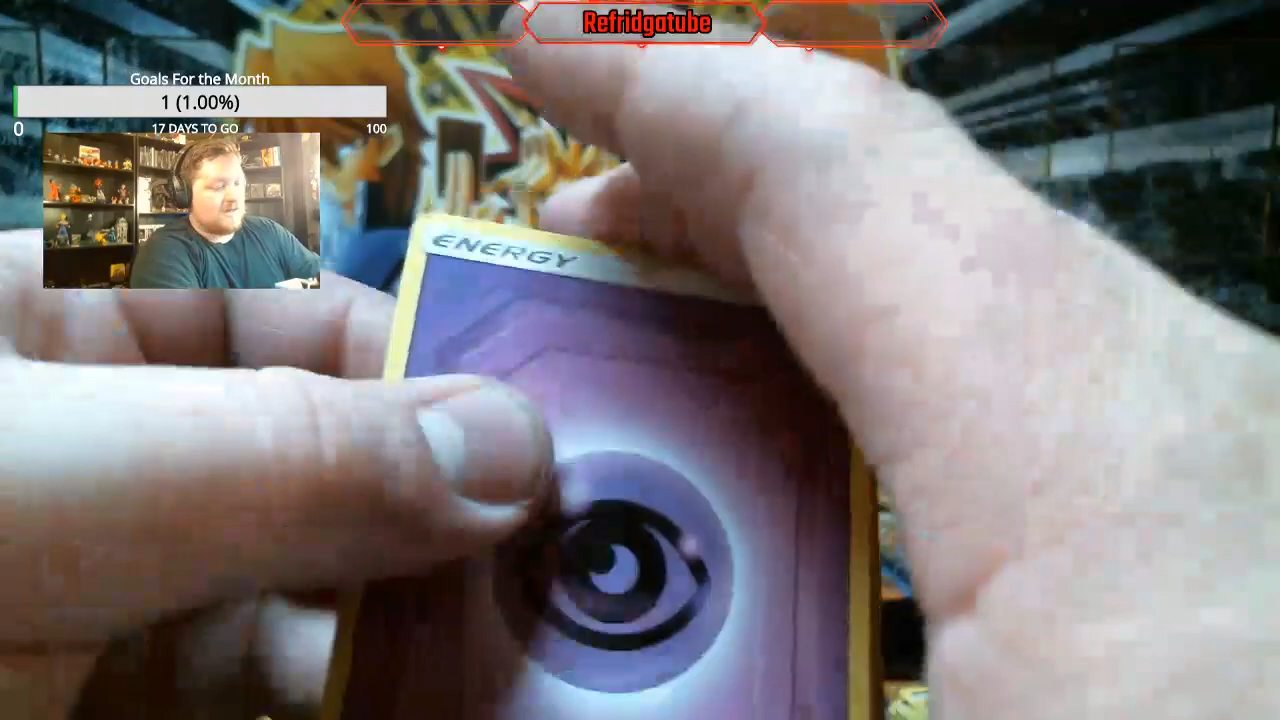 Refridgatube
Goals For the Month
1 (1.00%)
0 17 DAYS TO GO 100
ENERGY